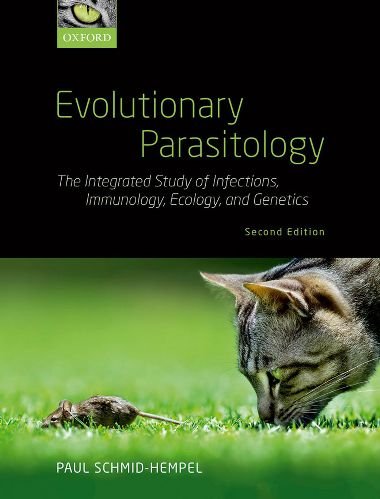 OXFORD
Evolutionary
Parasitology
The Integrated Study of Infections,
Immunology, Ecology, and Genetics
Second Edition
PAUL SCHMID-HEMPEL